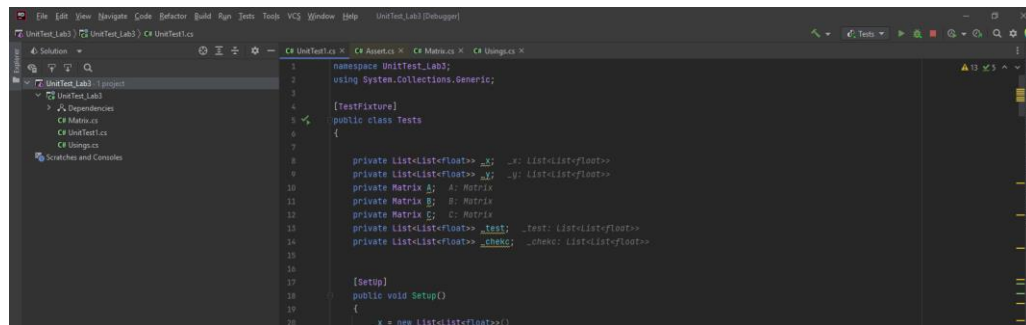 File Edit View Navigate Code Refactor Build Run Tests Tools VCS Window Help UnitTest_Lab3 [Debugger]
UnitTest_Lab3 UnitTest_Lab3 C# UnitTest1.cs
Tests
Explorer
Solution
C# UnitTest1.cs C# Assert.cs C# Matrix.cs C# Usings.cs
UnitTest_Lab3 · 1 project
UnitTest_Lab3
Dependencies
C# Matrix.cs
C# UnitTest1.cs
C# Usings.cs
Scratches and Consoles
13 5
1 namespace UnitTest_Lab3;
2 using System.Collections.Generic;
3
4 [TestFixture]
5 public class Tests
6 {
7
8 private List<List<float>> _x; _x: List<List<float>>
9 private List<List<float>> _y; _y: List<List<float>>
10 private Matrix A; A: Matrix
11 private Matrix B; B: Matrix
12 private Matrix C; C: Matrix
13 private List<List<float>> _test; _test: List<List<float>>
14 private List<List<float>> _chekc; _chekc: List<List<float>>
15
16
17 [SetUp]
18 public void Setup()
19 {
20 _x = new List<List<float>>()